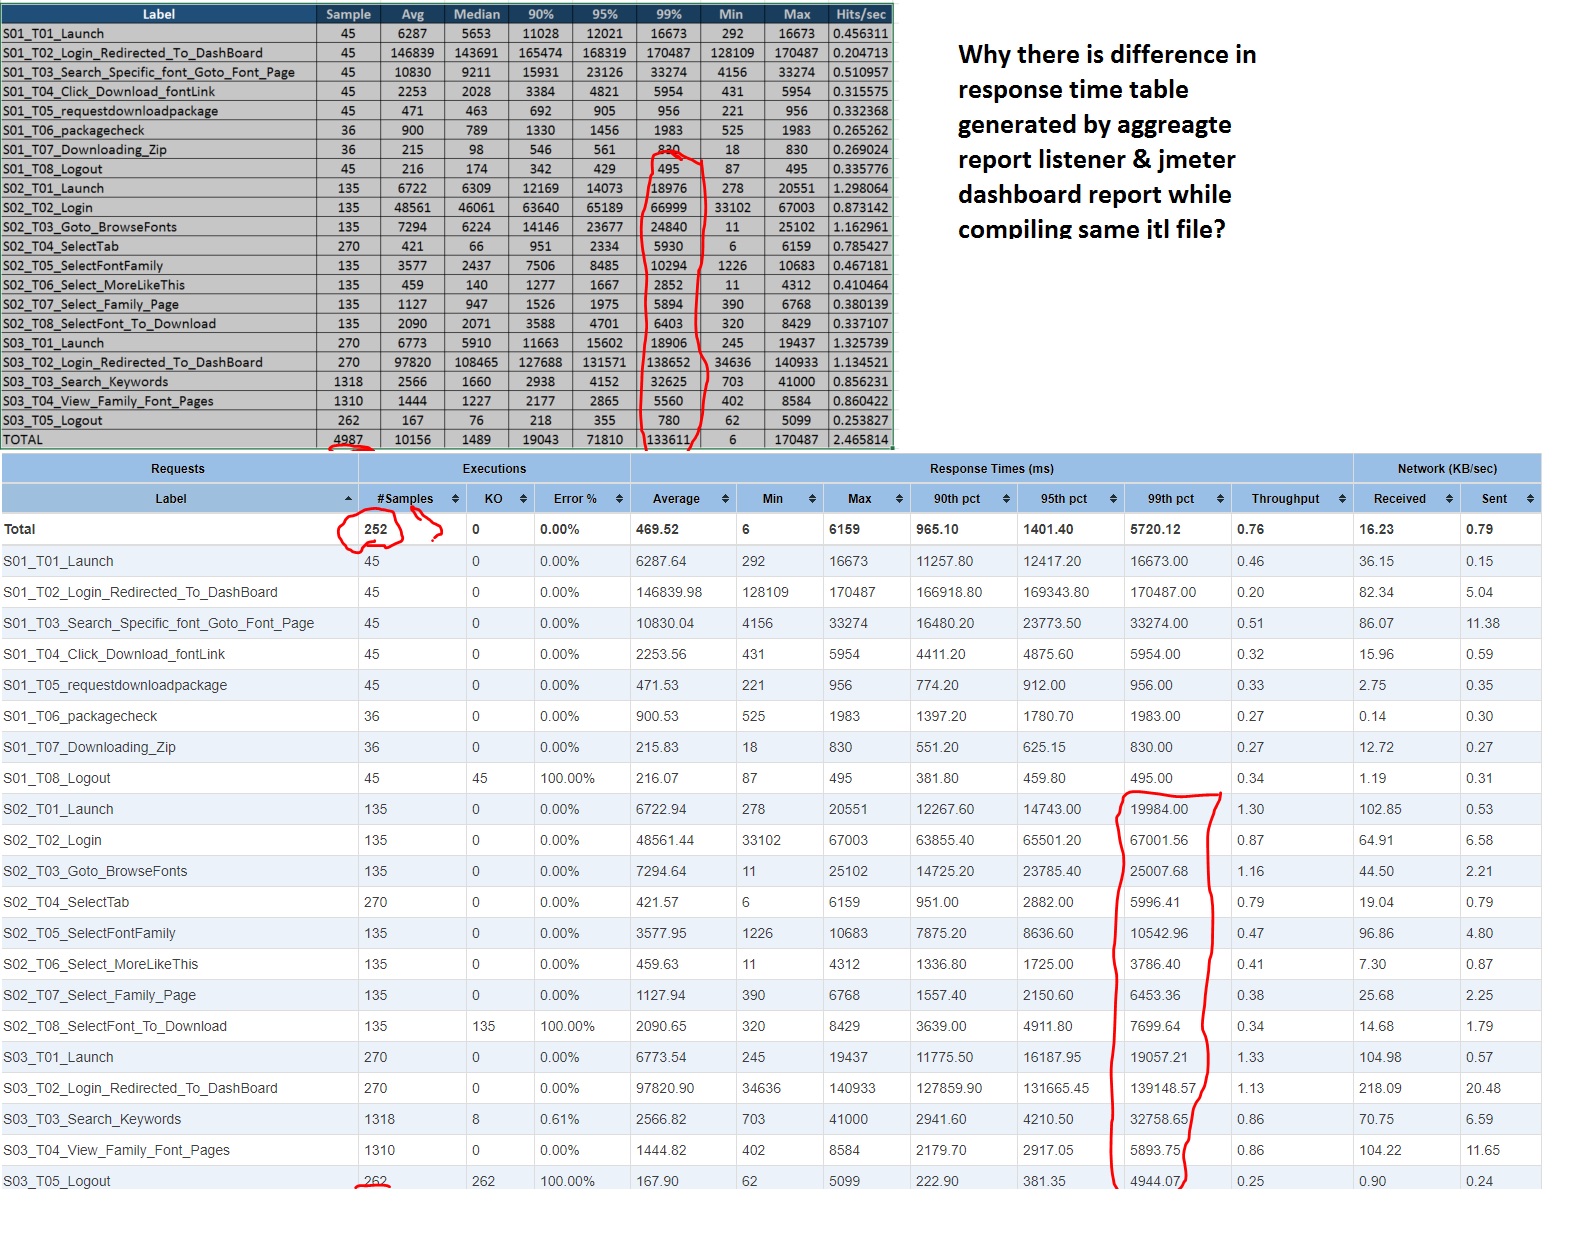 Label Sample Avg Median 90% 95% 99% Min Max Hits/sec
S01_T01_Launch 45 6287 5653 11028 12021 16673 292 16673 0.456311
S01_T02_Login_Redirected_To_DashBoard 45 146839 143691 165474 168319 170487 128109 170487 0.204713
S01_T03_Search_Specific_font_Goto_Font_Page 45 10830 9211 15931 23126 33274 4156 33274 0.510957
S01_T04_Click_Download_fontLink 45 2253 2028 3384 4821 5954 431 5954 0.315575
S01_T05_requestdownloadpackage 45 471 463 692 905 956 221 956 0.332368
S01_T06_packagecheck 36 900 789 1330 1456 1983 525 1983 0.265262
S01_T07_Downloading_Zip 36 215 98 546 561 830 18 830 0.269024
S01_T08_Logout 45 216 174 342 429 495 87 495 0.335776
S02_T01_Launch 135 6722 6309 12169 14073 18976 278 20551 1.298064
S02_T02_Login 135 48561 46061 63640 65189 66999 33102 67003 0.873142
S02_T03_Goto_BrowseFonts 135 7294 6224 14146 23677 24840 11 25102 1.162961
S02_T04_SelectTab 270 421 66 951 2334 5930 6 6159 0.785427
S02_T05_SelectFontFamily 135 3577 2437 7506 8485 10294 1226 10683 0.467181
S02_T06_Select_MoreLikeThis 135 459 140 1277 1667 2852 11 4312 0.410464
S02_T07_Select_Family_Page 135 1127 947 1526 1975 5894 390 6768 0.380139
S02_T08_SelectFont_To_Download 135 2090 2071 3588 4701 6403 320 8429 0.337107
S03_T01_Launch 270 6773 5910 11663 15602 18906 245 19437 1.325739
S03_T02_Login_Redirected_To_DashBoard 270 97820 108465 127688 131571 138652 34636 140933 1.134521
S03_T03_Search_Keywords 1318 2566 1660 2938 4152 32625 703 41000 0.856231
S03_T04_View_Family_Font_Pages 1310 1444 1227 2177 2865 5560 402 8584 0.860422
S03_T05_Logout 262 167 76 218 355 780 62 5099 0.253827
TOTAL 4987 10156 1489 19043 71810 133611 6 170487 2.465814
Why there is difference in
response time table
generated by aggreagte
report listener & jmeter
dashboard report while
compiling same jtl file?
Requests Executions Response Times (ms) Network (KB/sec)
Label #Samples KO Error % Average Min Max 90th pct 95th pct 99th pct Throughput Received Sent
Total 252 0 0.00% 469.52 6 6159 965.10 1401.40 5720.12 0.76 16.23 0.79
S01_T01_Launch 45 0 0.00% 6287.64 292 16673 11257.80 12417.20 16673.00 0.46 36.15 0.15
S01_T02_Login_Redirected_To_DashBoard 45 0 0.00% 146839.98 128109 170487 166918.80 169343.80 170487.00 0.20 82.34 5.04
S01_T03_Search_Specific_font_Goto_Font_Page 45 0 0.00% 10830.04 4156 33274 16480.20 23773.50 33274.00 0.51 86.07 11.38
S01_T04_Click_Download_fontLink 45 0 0.00% 2253.56 431 5954 4411.20 4875.60 5954.00 0.32 15.96 0.59
S01_T05_requestdownloadpackage 45 0 0.00% 471.53 221 956 774.20 912.00 956.00 0.33 2.75 0.35
S01_T06_packagecheck 36 0 0.00% 900.53 525 1983 1397.20 1780.70 1983.00 0.27 0.14 0.30
S01_T07_Downloading_Zip 36 0 0.00% 215.83 18 830 551.20 625.15 830.00 0.27 12.72 0.27
S01_T08_Logout 45 45 100.00% 216.07 87 495 381.80 459.80 495.00 0.34 1.19 0.31
S02_T01_Launch 135 0 0.00% 6722.94 278 20551 12267.60 14743.00 19984.00 1.30 102.85 0.53
S02_T02_Login 135 0 0.00% 48561.44 33102 67003 63855.40 65501.20 67001.56 0.87 64.91 6.58
S02_T03_Goto_BrowseFonts 135 0 0.00% 7294.64 11 25102 14725.20 23785.40 25007.68 1.16 44.50 2.21
S02_T04_SelectTab 270 0 0.00% 421.57 6 6159 951.00 2882.00 5996.41 0.79 19.04 0.79
S02_T05_SelectFontFamily 135 0 0.00% 3577.95 1226 10683 7875.20 8636.60 10542.96 0.47 96.86 4.80
S02_T06_Select_MoreLikeThis 135 0 0.00% 459.63 11 4312 1336.80 1725.00 3786.40 0.41 7.30 0.87
S02_T07_Select_Family_Page 135 0 0.00% 1127.94 390 6768 1557.40 2150.60 6453.36 0.38 25.68 2.25
S02_T08_SelectFont_To_Download 135 135 100.00% 2090.65 320 8429 3639.00 4911.80 7699.64 0.34 14.68 1.79
S03_T01_Launch 270 0 0.00% 6773.54 245 19437 11775.50 16187.95 19057.21 1.33 104.98 0.57
S03_T02_Login_Redirected_To_DashBoard 270 0 0.00% 97820.90 34636 140933 127859.90 131665.45 139148.57 1.13 218.09 20.48
S03_T03_Search_Keywords 1318 8 0.61% 2566.82 703 41000 2941.60 4210.50 32758.65 0.86 70.75 6.59
S03_T04_View_Family_Font_Pages 1310 0 0.00% 1444.82 402 8584 2179.70 2917.05 5893.75 0.86 104.22 11.65
S03_T05_Logout 262 262 100.00% 167.90 62 5099 222.90 381.35 4944.07 0.25 0.90 0.24